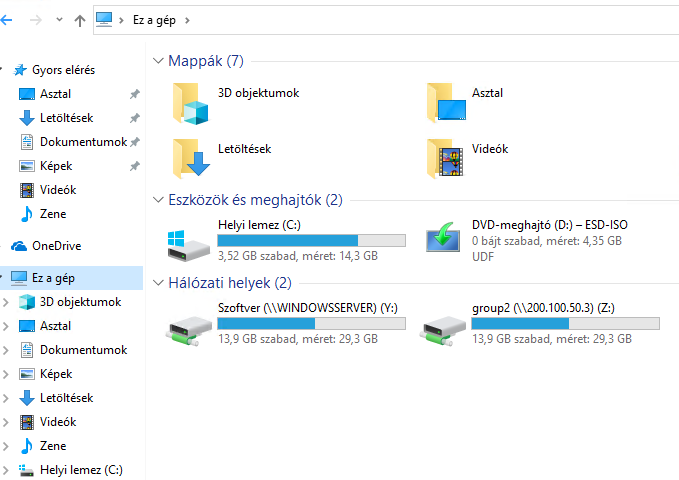 Ez a gép
Gyors elérés
Asztal
Letöltések
Dokumentumok
Képek
Videók
Zene
OneDrive
Ez a gép
3D objektumok
Asztal
Dokumentumok
Képek
Letöltések
Videók
Zene
Helyi lemez (C:)
Mappák (7)
3D objektumok
Asztal
Letöltések
Videók
Eszközök és meghajtók (2)
Helyi lemez (C:)
3,52 GB szabad, méret: 14,3 GB
DVD-meghajtó (D:) – ESD-ISO
0 bájt szabad, méret: 4,35 GB
UDF
Hálózati helyek (2)
Szoftver (\\WINDOWSSERVER) (Y:)
13,9 GB szabad, méret: 29,3 GB
group2 (\\200.100.50.3) (Z:)
13,9 GB szabad, méret: 29,3 GB